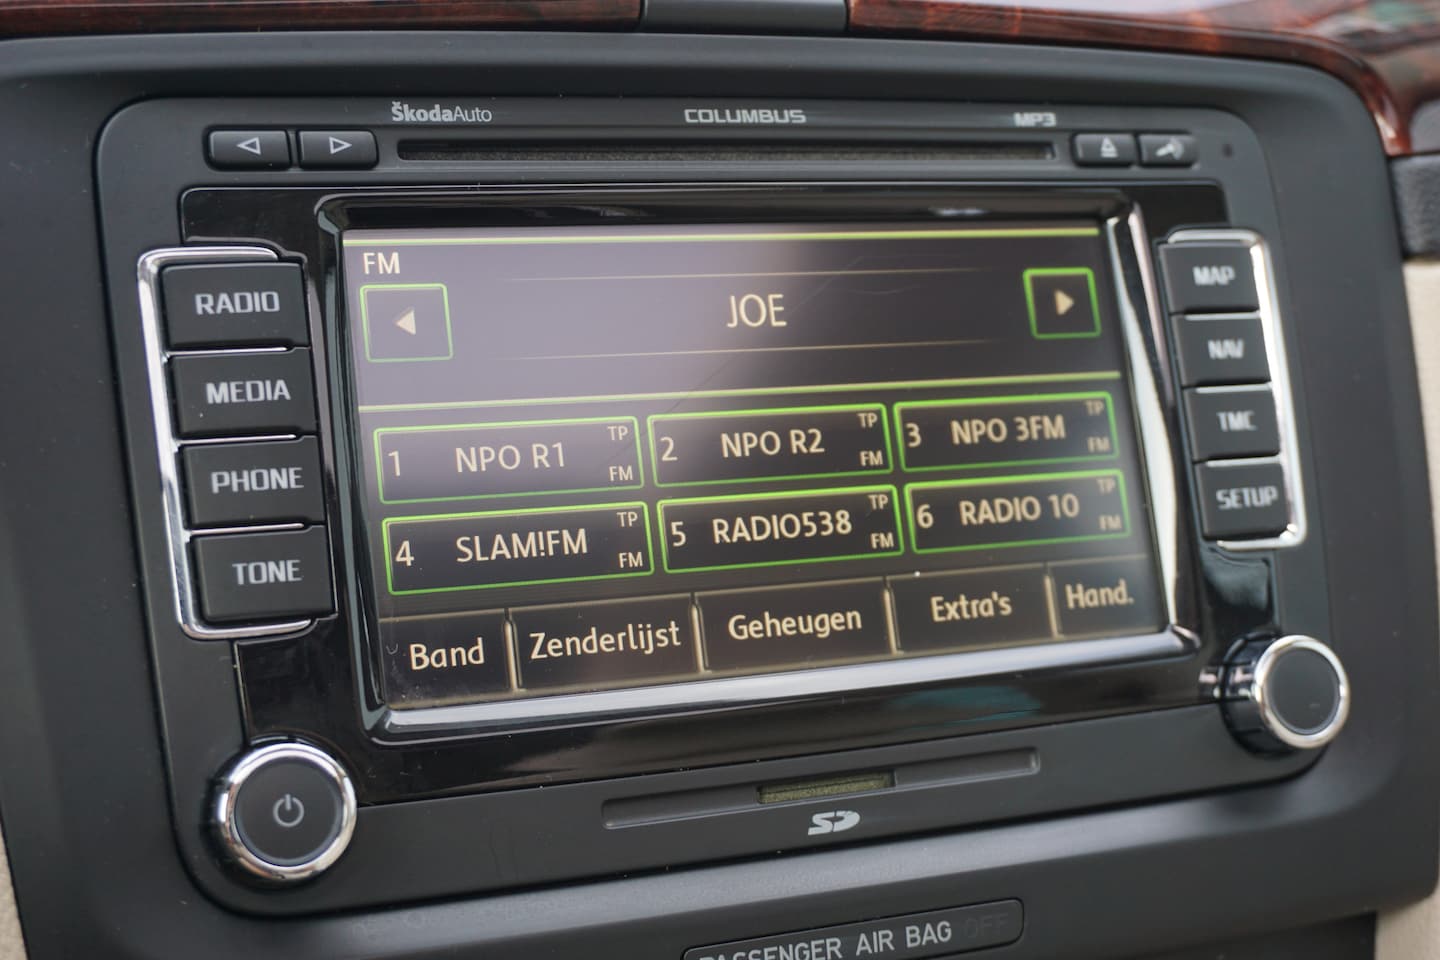 ŠkodaAuto COLUMBUS MP3
RADIO
MEDIA
PHONE
TONE
FM
JOE
1 NPO R1 TP FM
2 NPO R2 TP FM
3 NPO 3FM TP FM
4 SLAM!FM TP FM
5 RADIO538 TP FM
6 RADIO 10 TP FM
Band Zenderlijst Geheugen Extra's Hand.
MAP
NAV
TMC
SETUP
SD
PASSENGER AIR BAG OFF